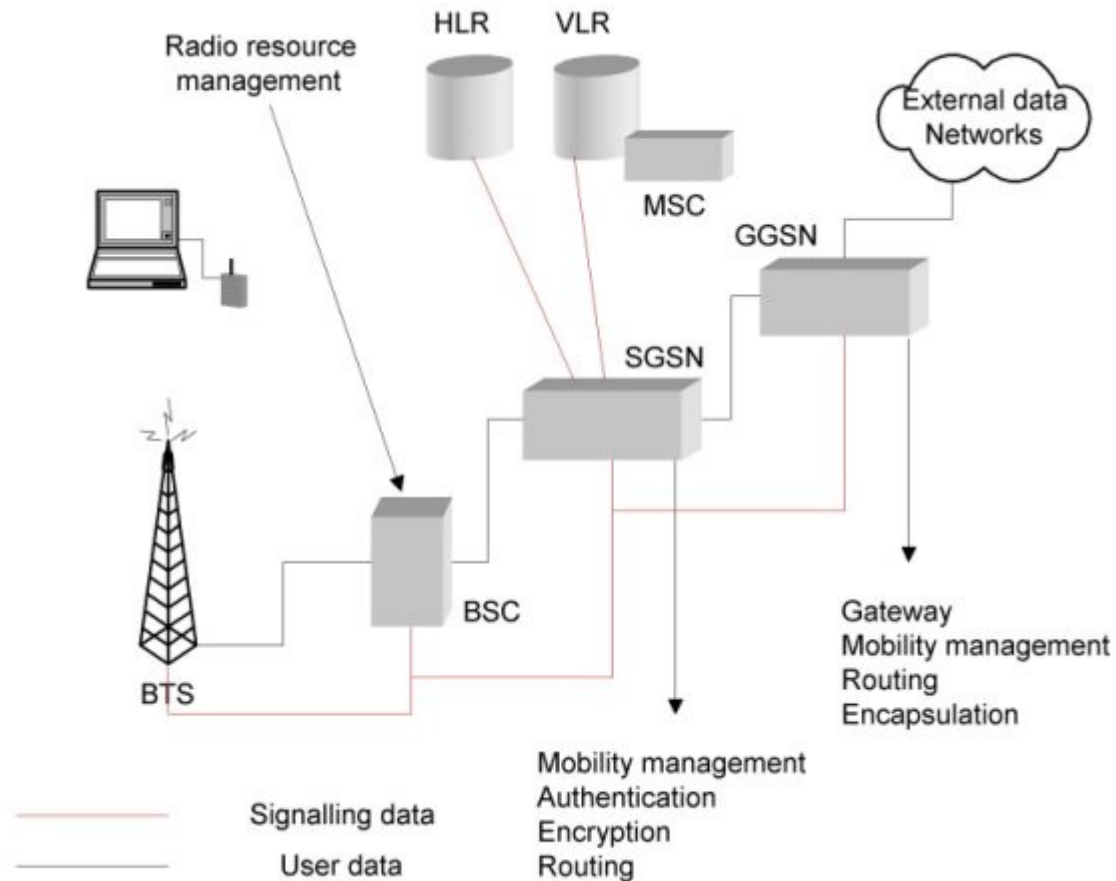 HLR
VLR
Radio resource
management
External data
Networks
MSC
GGSN
SGSN
BSC
BTS
Gateway
Mobility management
Routing
Encapsulation
Mobility management
Authentication
Encryption
Routing
Signalling data
User data